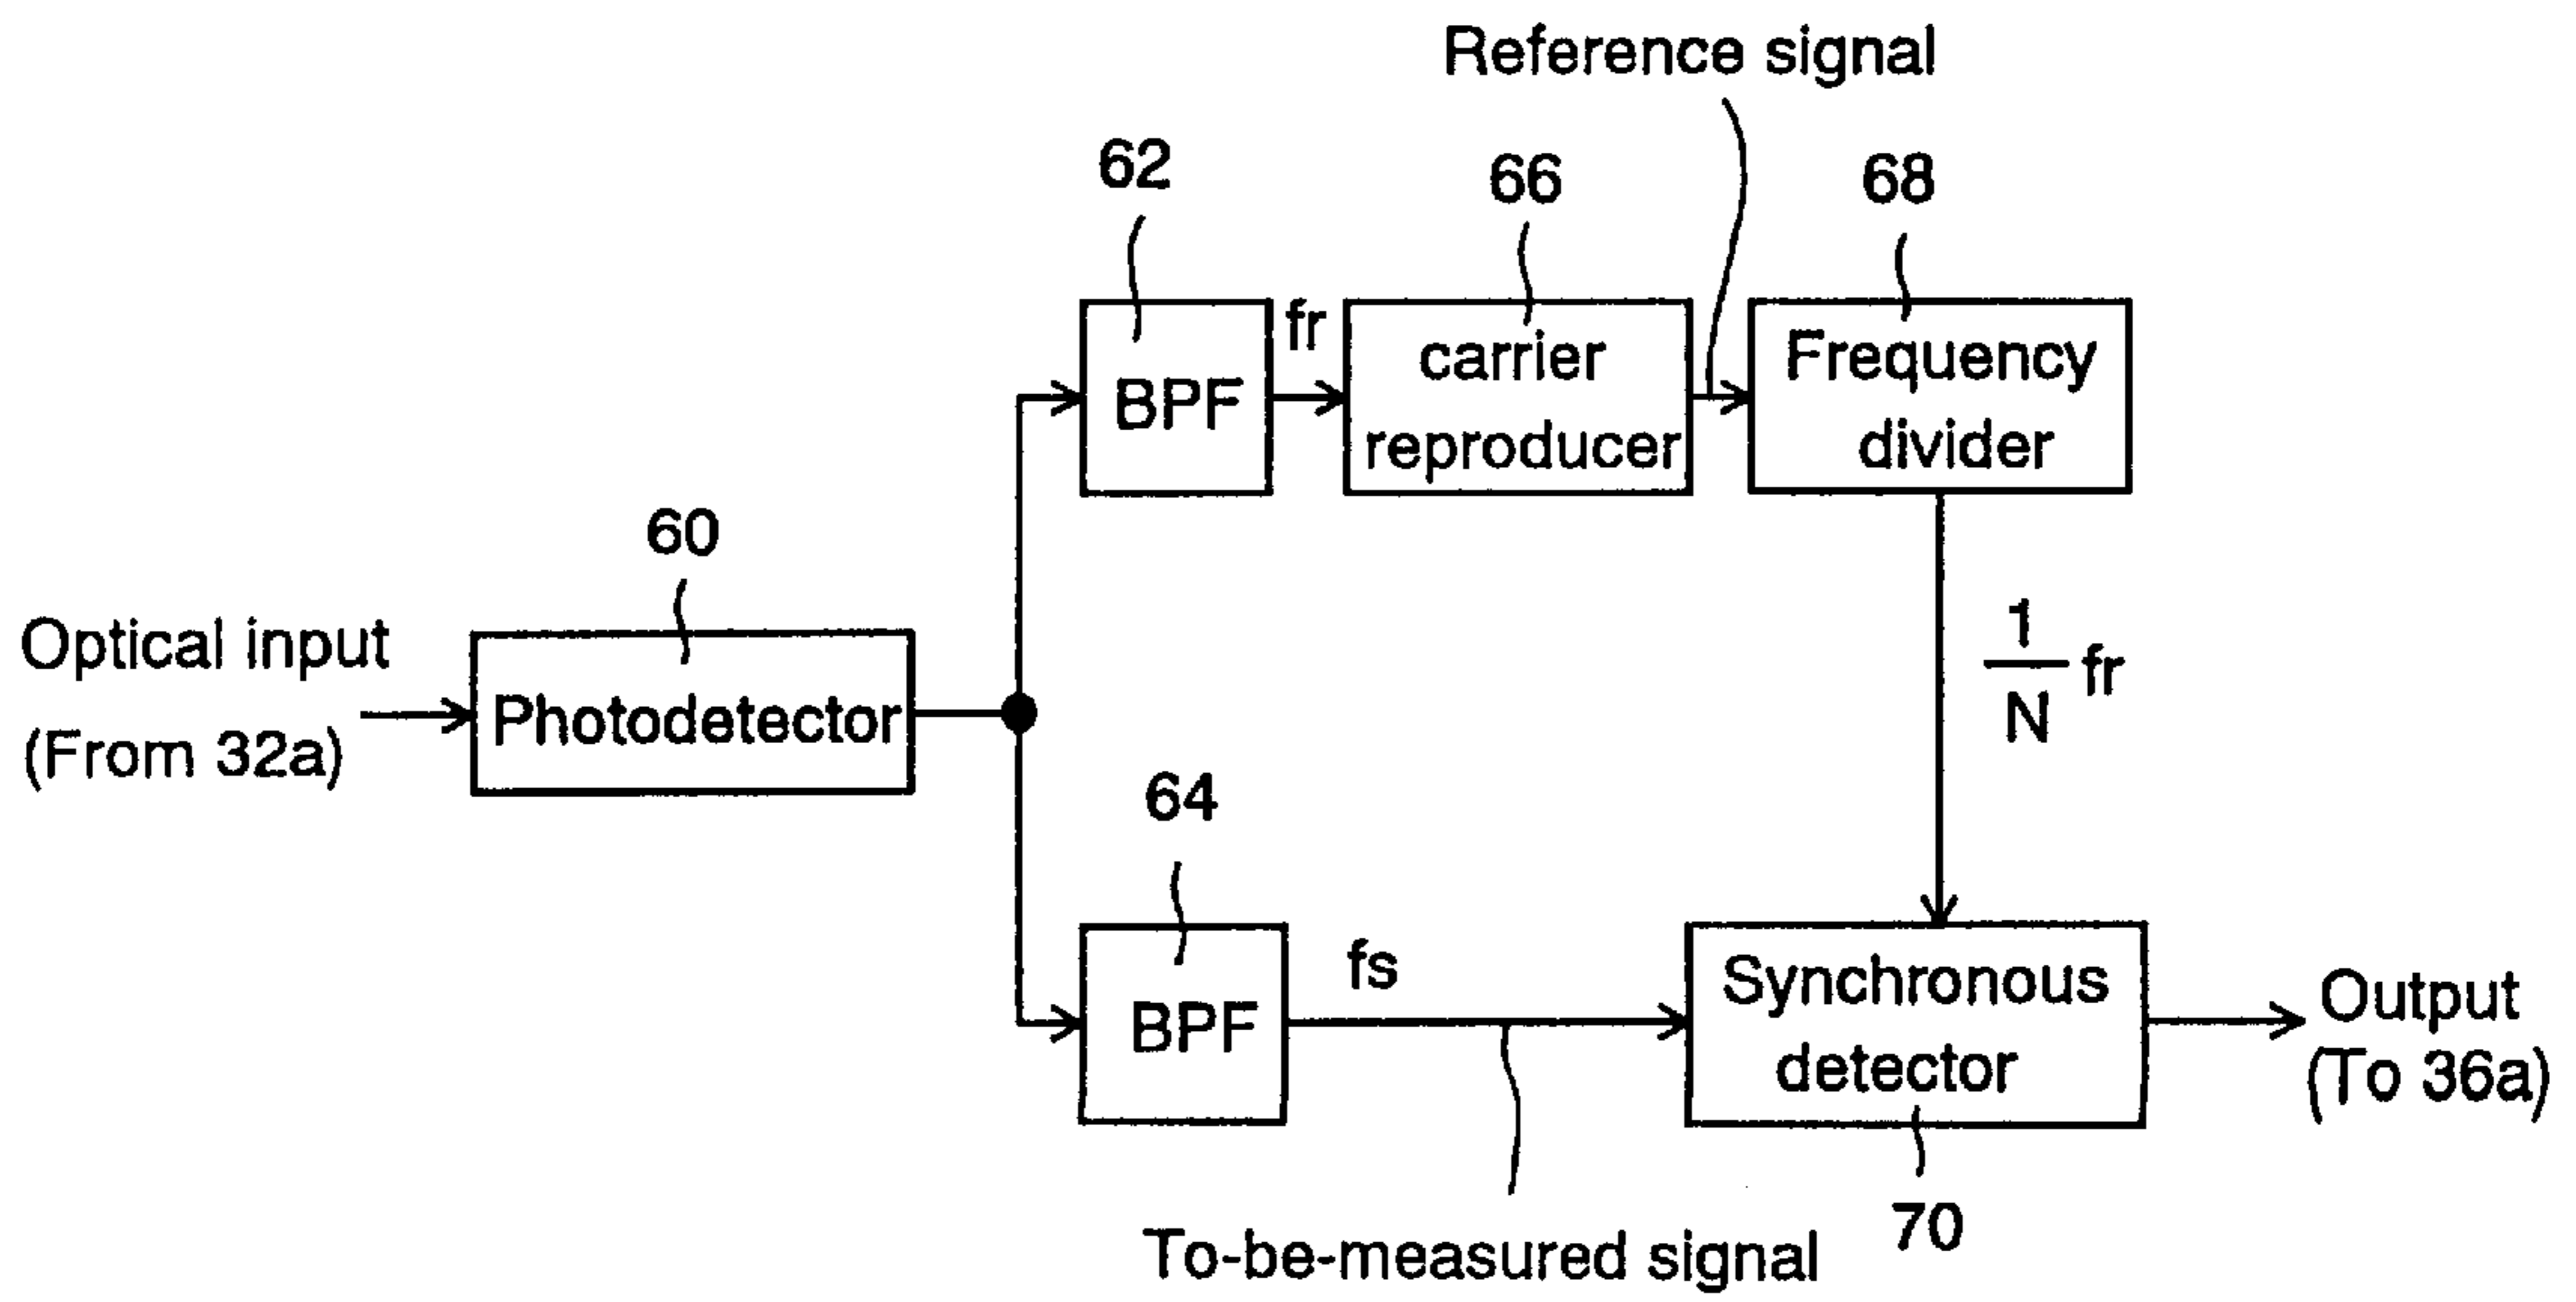 Reference signal
62
66
68
fr
BPF
carrier
reproducer
Frequency
divider
60
Optical input
(From 32a)
Photodetector
1
N
fr
64
BPF
fs
Synchronous
detector
Output
(To 36a)
To-be-measured signal
70